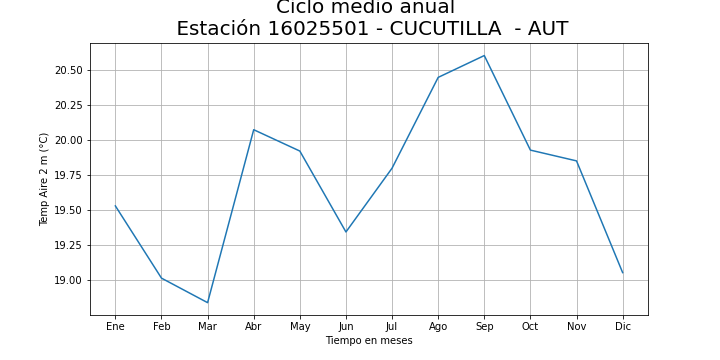 Ciclo medio anual
Estación 16025501 - CUCUTILLA  - AUT
Temp Aire 2 m (°C)
20.50
20.25
20.00
19.75
19.50
19.25
19.00
Ene Feb Mar Abr May Jun Jul Ago Sep Oct Nov Dic
Tiempo en meses